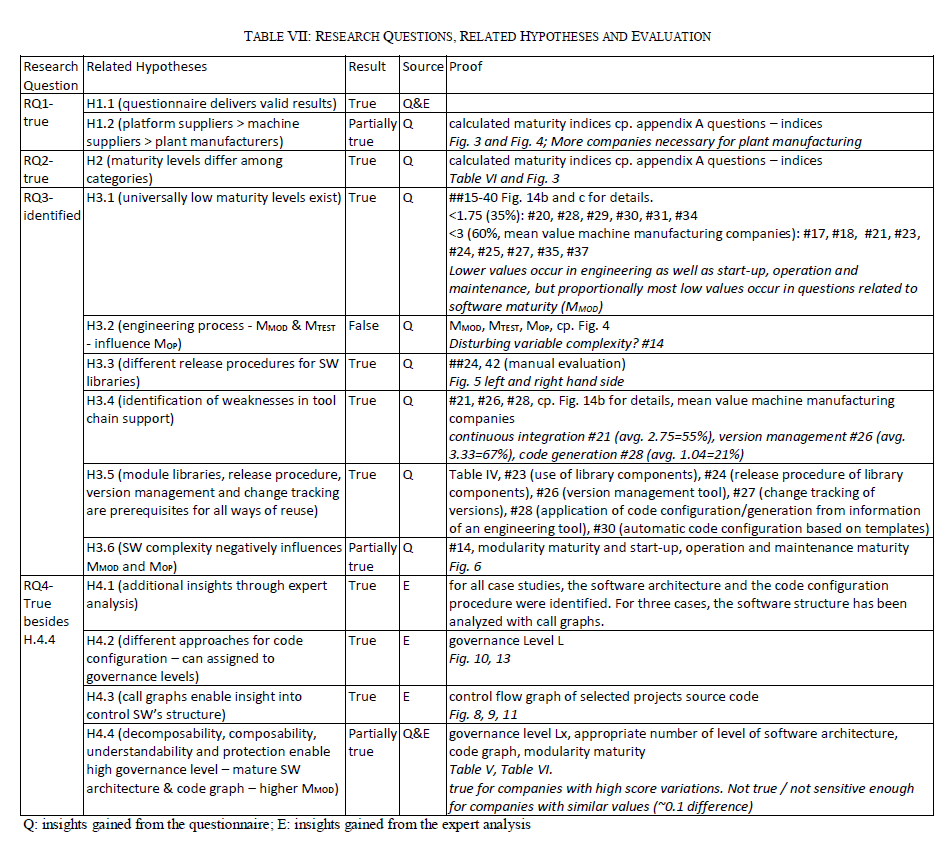 TABLE VII: RESEARCH QUESTIONS, RELATED HYPOTHESES AND EVALUATION
Research Question | Related Hypotheses | Result | Source | Proof
RQ1-
true
H1.1 (questionnaire delivers valid results) | True | Q&E
H1.2 (platform suppliers > machine
suppliers > plant manufacturers)
Partially
true
Q
calculated maturity indices cp. appendix A questions – indices
Fig. 3 and Fig. 4; More companies necessary for plant manufacturing
RQ2-
true
H2 (maturity levels differ among
categories)
True
Q
calculated maturity indices cp. appendix A questions – indices
Table VI and Fig. 3
RQ3-
identified
H3.1 (universally low maturity levels exist)
True
Q
##15-40 Fig. 14b and c for details.
<1.75 (35%): #20, #28, #29, #30, #31, #34
<3 (60%, mean value machine manufacturing companies): #17, #18, #21, #23,
#24, #25, #27, #35, #37
Lower values occur in engineering as well as start-up, operation and
maintenance, but proportionally most low values occur in questions related to
software maturity (MMOD)
H3.2 (engineering process - MMOD & MTEST
- influence MOP)
False
Q
MMOD, MTEST, MOP, cp. Fig. 4
Disturbing variable complexity? #14
H3.3 (different release procedures for SW
libraries)
True
Q
##24, 42 (manual evaluation)
Fig. 5 left and right hand side
H3.4 (identification of weaknesses in tool
chain support)
True
Q
#21, #26, #28, cp. Fig. 14b for details, mean value machine manufacturing
companies
continuous integration #21 (avg. 2.75=55%), version management #26 (avg.
3.33=67%), code generation #28 (avg. 1.04=21%)
H3.5 (module libraries, release procedure,
version management and change tracking
are prerequisites for all ways of reuse)
True
Q
Table IV, #23 (use of library components), #24 (release procedure of library
components), #26 (version management tool), #27 (change tracking of
versions), #28 (application of code configuration/generation from information
of an engineering tool), #30 (automatic code configuration based on templates)
H3.6 (SW complexity negatively influences
MMOD and MOP)
Partially
true
Q
#14, modularity maturity and start-up, operation and maintenance maturity
Fig. 6
RQ4-
True
besides
H.4.4
H4.1 (additional insights through expert
analysis)
True
E
for all case studies, the software architecture and the code configuration
procedure were identified. For three cases, the software structure has been
analyzed with call graphs.
H4.2 (different approaches for code
configuration – can assigned to
governance levels)
True
E
governance Level L
Fig. 10, 13
H4.3 (call graphs enable insight into
control SW's structure)
True
E
control flow graph of selected projects source code
Fig. 8, 9, 11
H4.4 (decomposability, composability,
understandability and protection enable
high governance level – mature SW
architecture & code graph – higher MMOD)
Partially
true
Q&E
governance level Lx, appropriate number of level of software architecture,
code graph, modularity maturity
Table V, Table VI.
true for companies with high score variations. Not true / not sensitive enough
for companies with similar values (~0.1 difference)
Q: insights gained from the questionnaire; E: insights gained from the expert analysis